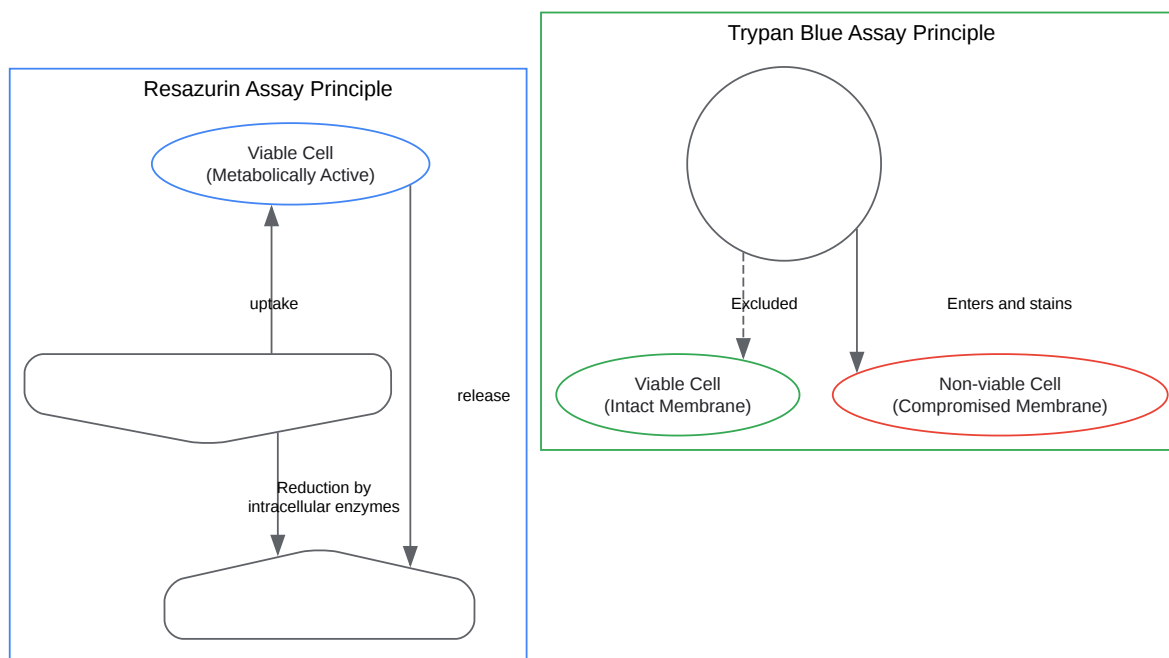 Resazurin Assay Principle
Viable Cell
(Metabolically Active)
uptake
release
Reduction by
intracellular enzymes
Trypan Blue Assay Principle
Excluded
Enters and stains
Viable Cell
(Intact Membrane)
Non-viable Cell
(Compromised Membrane)